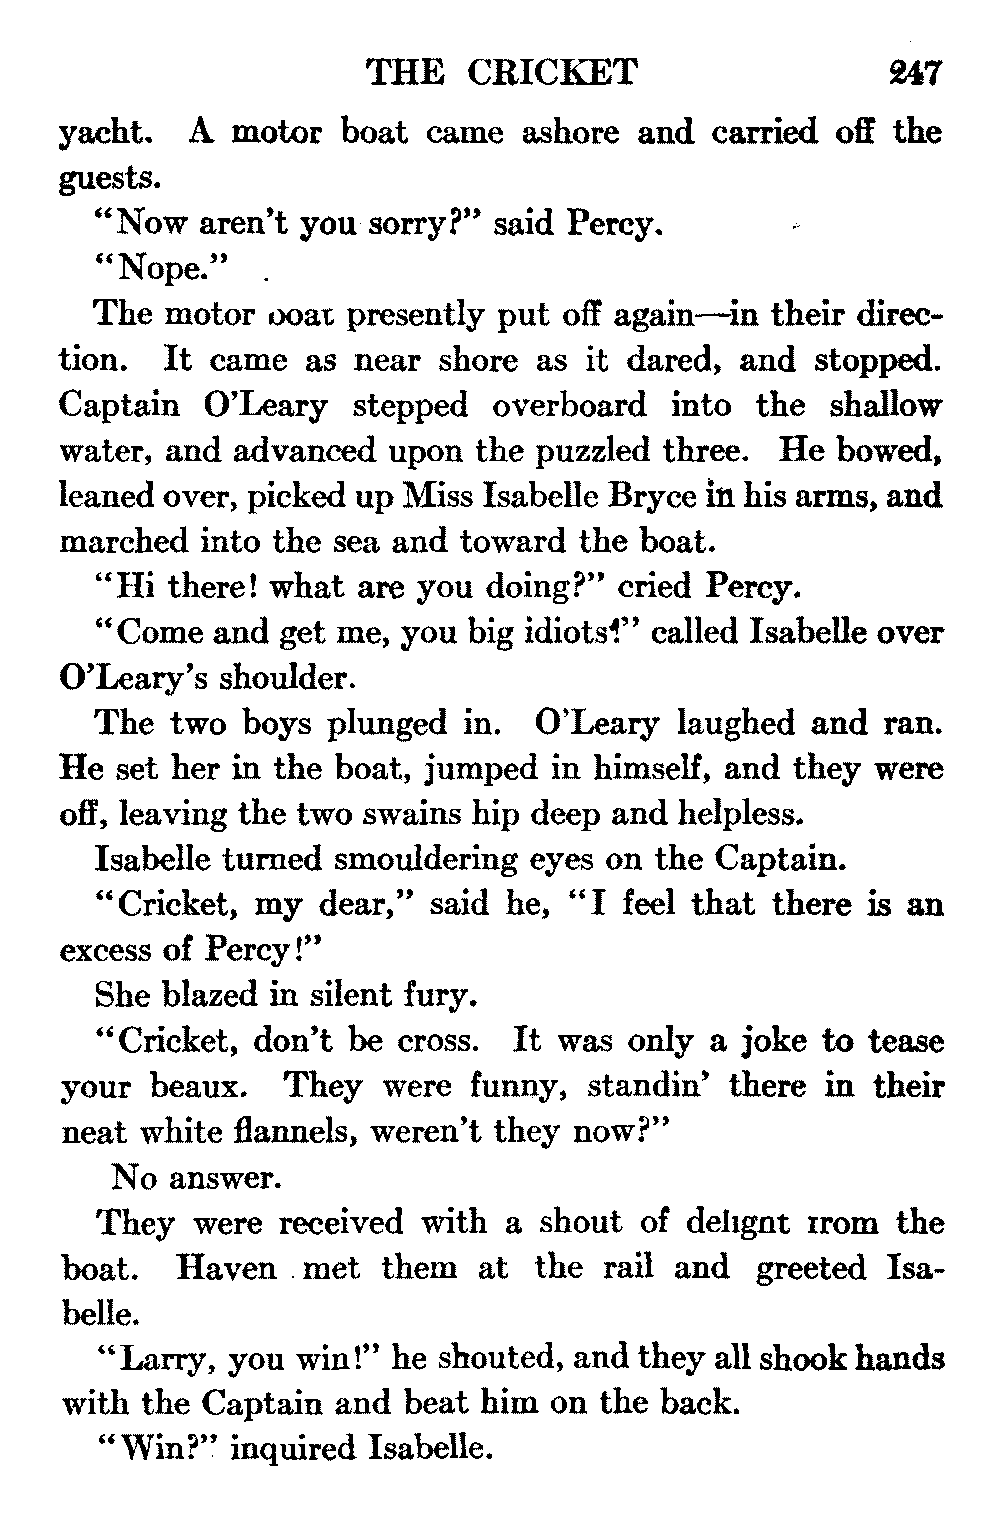 THE CRICKET 247
yacht. A motor boat came ashore and carried off the
guests.
"Now aren't you sorry?" said Percy.
"Nope."
The motor boat presently put off again—in their direc-
tion. It came as near shore as it dared, and stopped.
Captain O'Leary stepped overboard into the shallow
water, and advanced upon the puzzled three. He bowed,
leaned over, picked up Miss Isabelle Bryce in his arms, and
marched into the sea and toward the boat.
"Hi there! what are you doing?" cried Percy.
"Come and get me, you big idiots!" called Isabelle over
O'Leary's shoulder.
The two boys plunged in. O'Leary laughed and ran.
He set her in the boat, jumped in himself, and they were
off, leaving the two swains hip deep and helpless.
Isabelle turned smouldering eyes on the Captain.
"Cricket, my dear," said he, "I feel that there is an
excess of Percy!"
She blazed in silent fury.
"Cricket, don't be cross. It was only a joke to tease
your beaux. They were funny, standin' there in their
neat white flannels, weren't they now?"
No answer.
They were received with a shout of delight from the
boat. Haven met them at the rail and greeted Isa-
belle.
"Larry, you win!" he shouted, and they all shook hands
with the Captain and beat him on the back.
"Win?" inquired Isabelle.